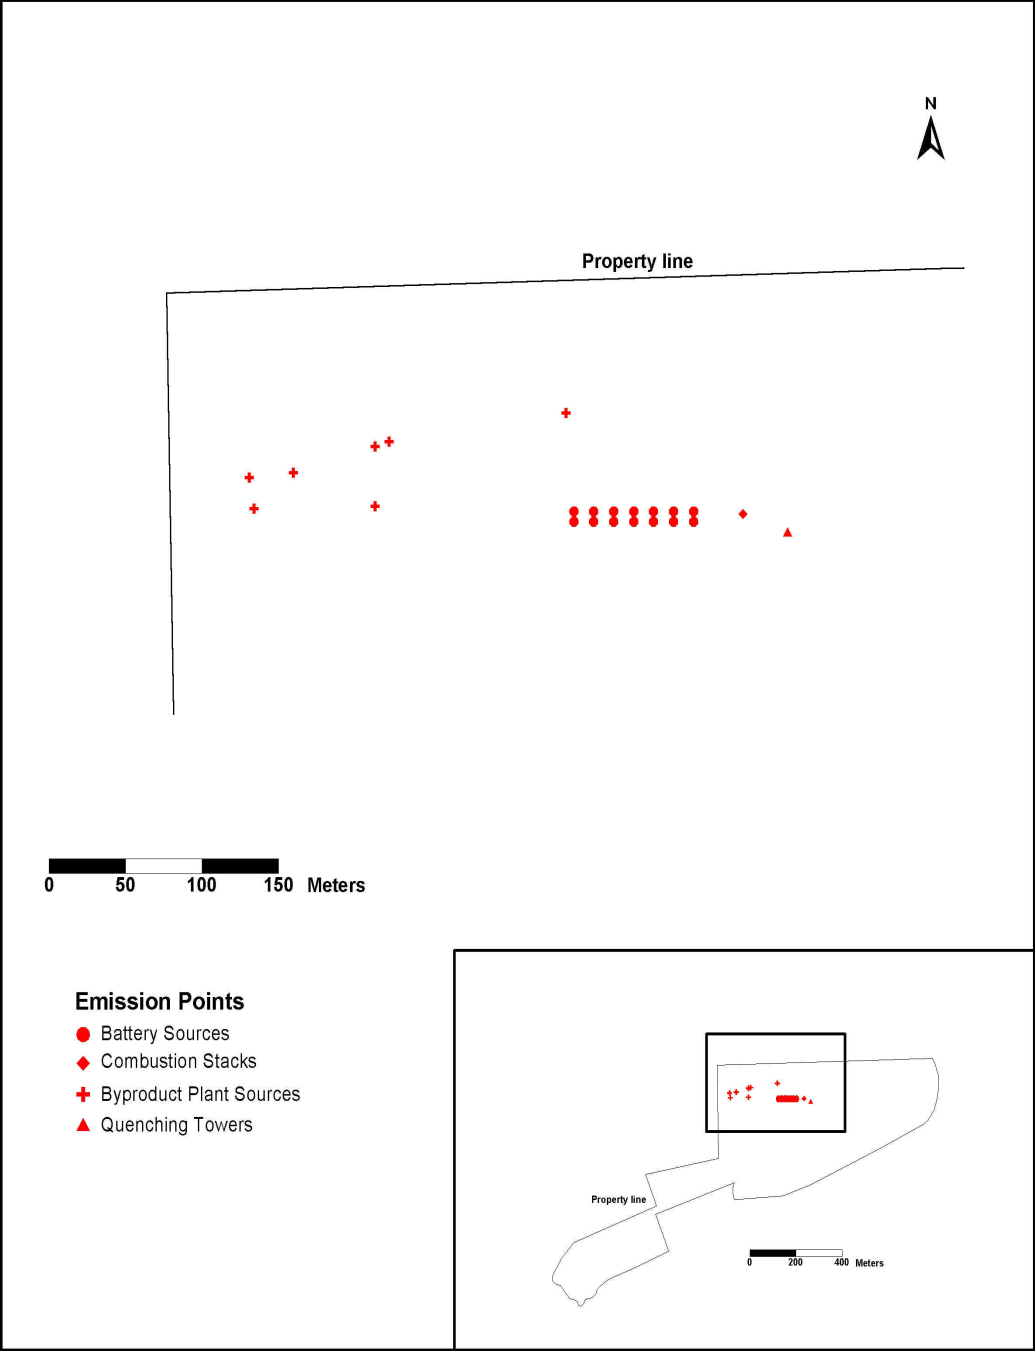 N
Property line
0 50 100 150 Meters
Emission Points
Battery Sources
Combustion Stacks
Byproduct Plant Sources
Quenching Towers
Property line
0 200 400 Meters